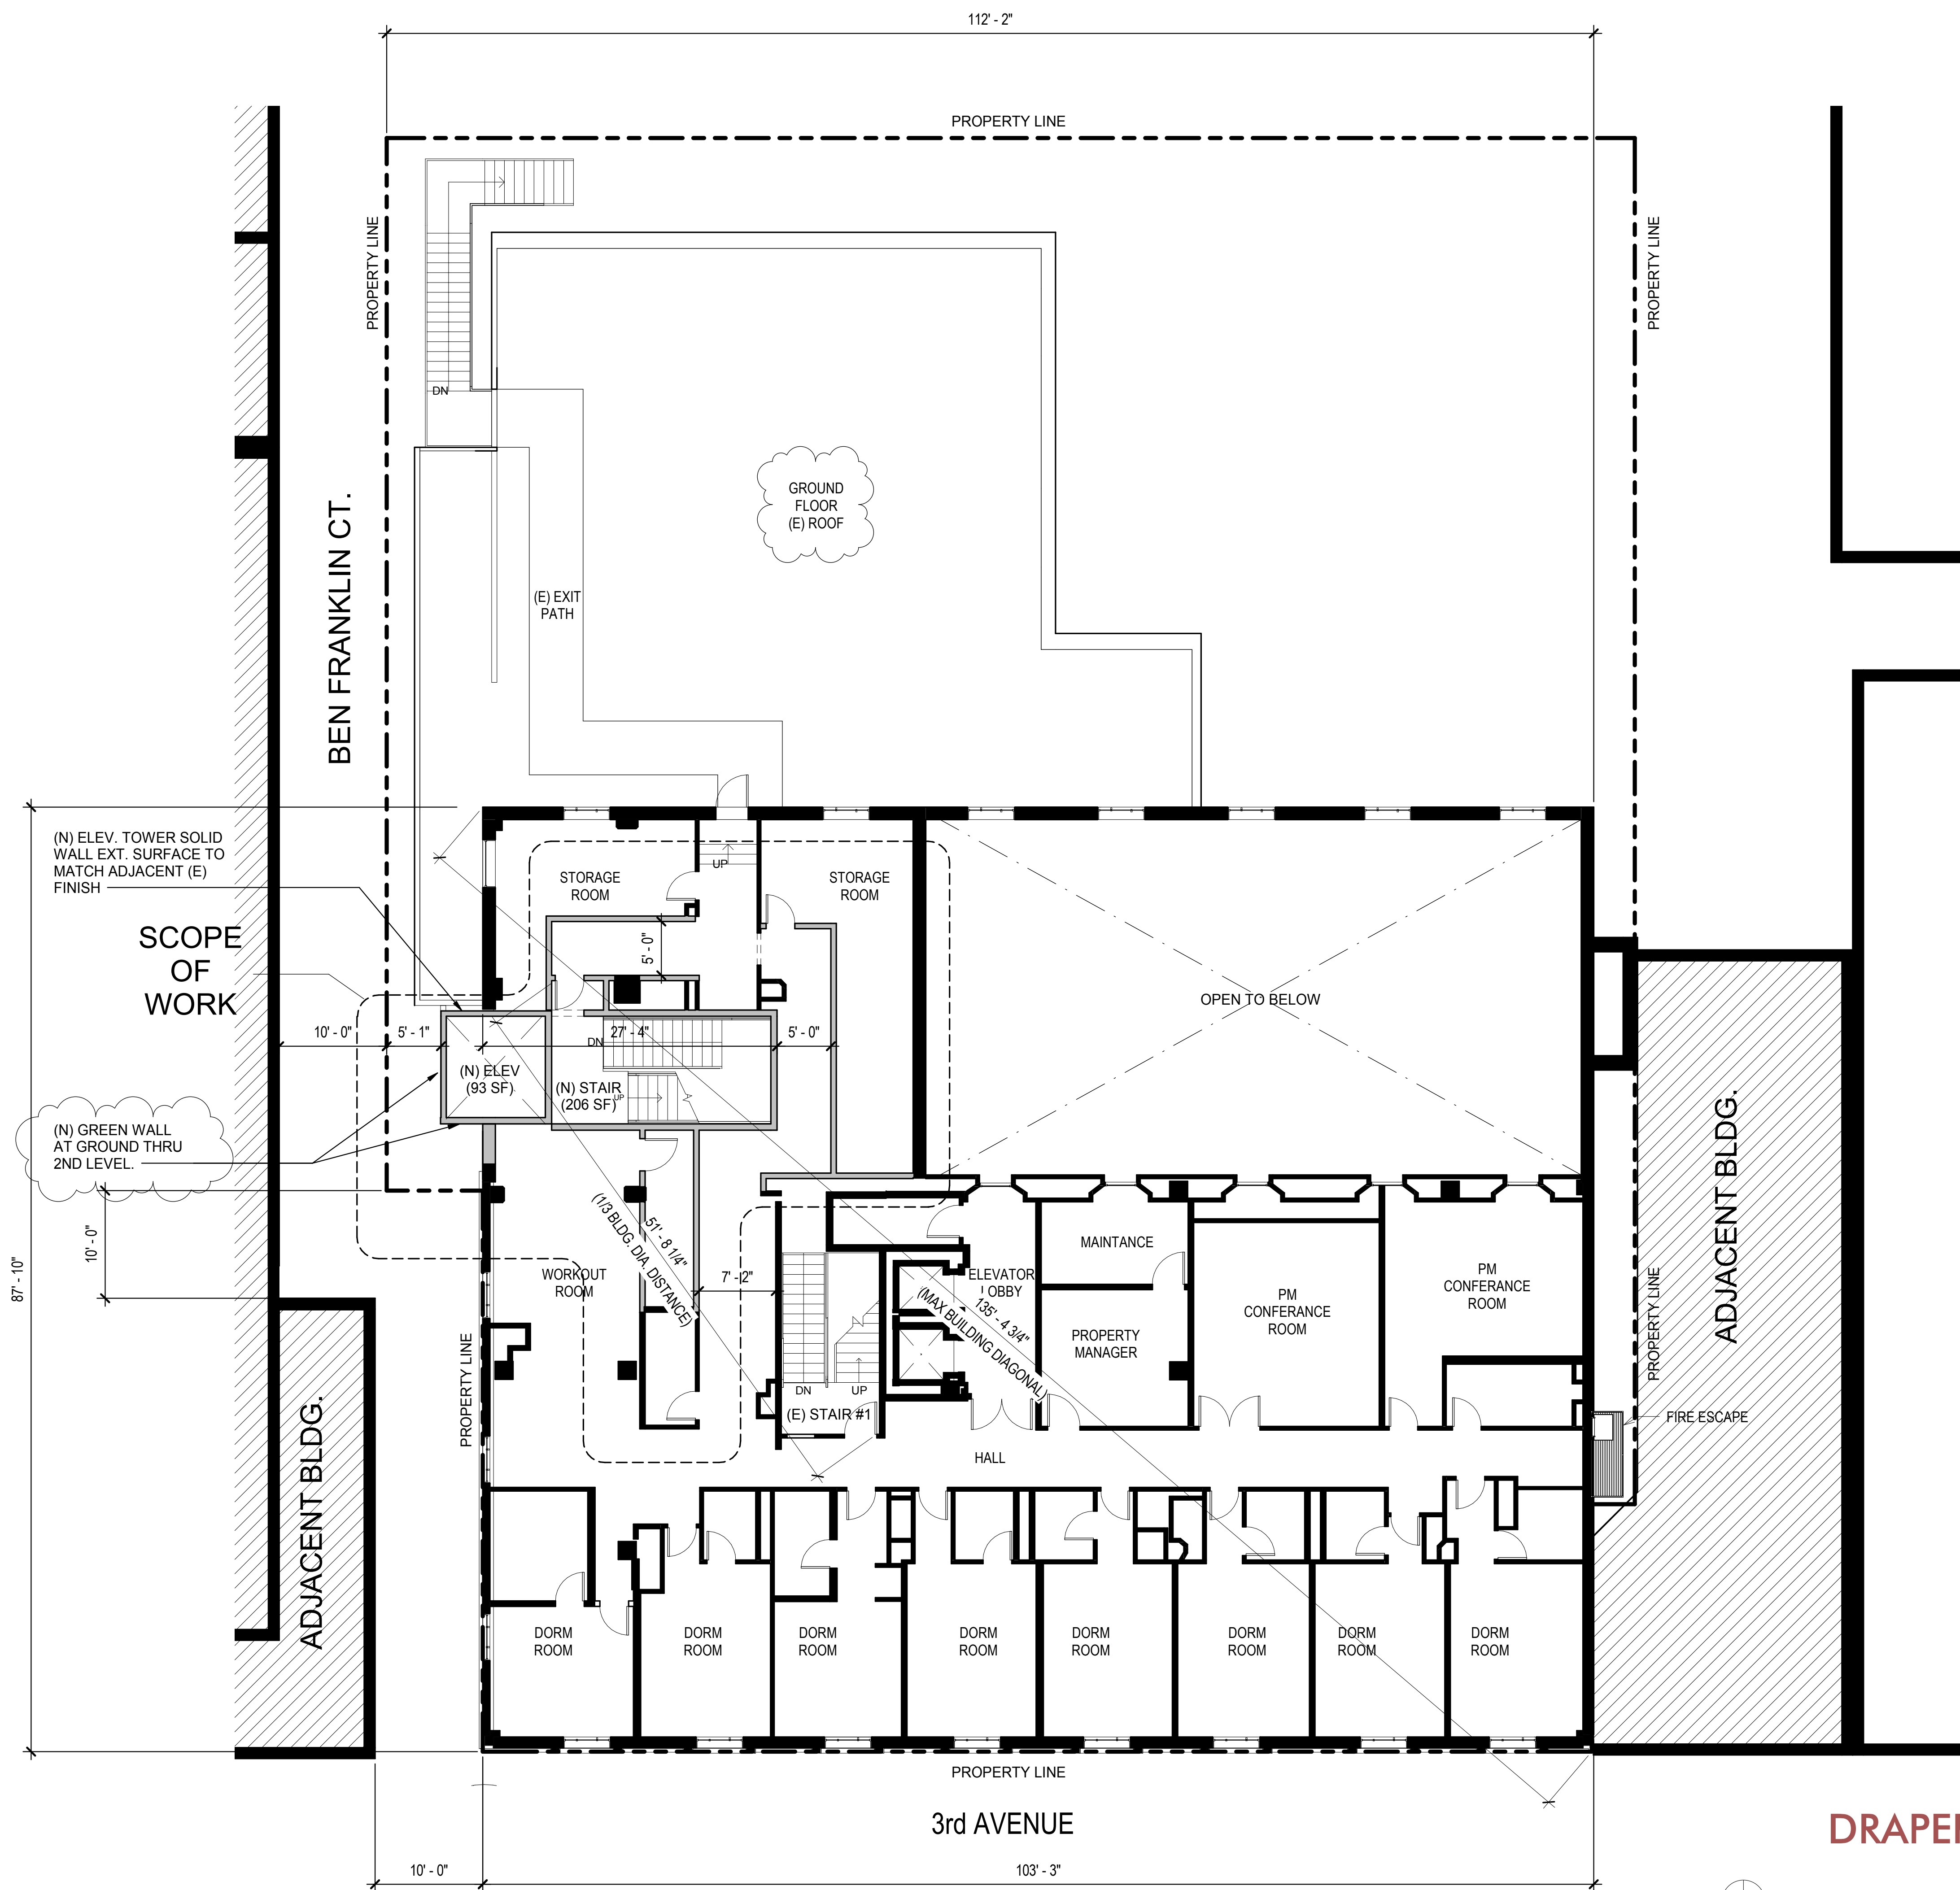 112' - 2"
PROPERTY LINE
PROPERTY LINE
PROPERTY LINE
DN
GROUND
FLOOR
(E) ROOF
BEN FRANKLIN CT.
(E) EXIT
PATH
(N) ELEV. TOWER SOLID
WALL EXT. SURFACE TO
MATCH ADJACENT (E)
FINISH
UP
STORAGE
ROOM
STORAGE
ROOM
SCOPE
OF
WORK
5' - 0"
OPEN TO BELOW
10' - 0"
5' - 1"
27' - 4"
5' - 0"
DN
(N) ELEV
(93 SF)
(N) STAIR
(206 SF)
UP
(N) GREEN WALL
AT GROUND THRU
2ND LEVEL.
ADJACENT BLDG.
10' - 0"
87' - 10"
51' - 8 1/4"
(1/3 BLDG. DIA. DISTANCE)
MAINTANCE
WORKOUT
ROOM
7' - 2"
ELEVATOR
LOBBY
135' - 4 3/4"
(MAX BUILDING DIAGONAL)
PM
CONFERANCE
ROOM
PM
CONFERANCE
ROOM
PROPERTY
MANAGER
PROPERTY LINE
PROPERTY LINE
DN
UP
(E) STAIR #1
FIRE ESCAPE
HALL
ADJACENT BLDG.
DORM
ROOM
DORM
ROOM
DORM
ROOM
DORM
ROOM
DORM
ROOM
DORM
ROOM
DORM
ROOM
DORM
ROOM
PROPERTY LINE
3rd AVENUE
DRAPER
10' - 0"
103' - 3"